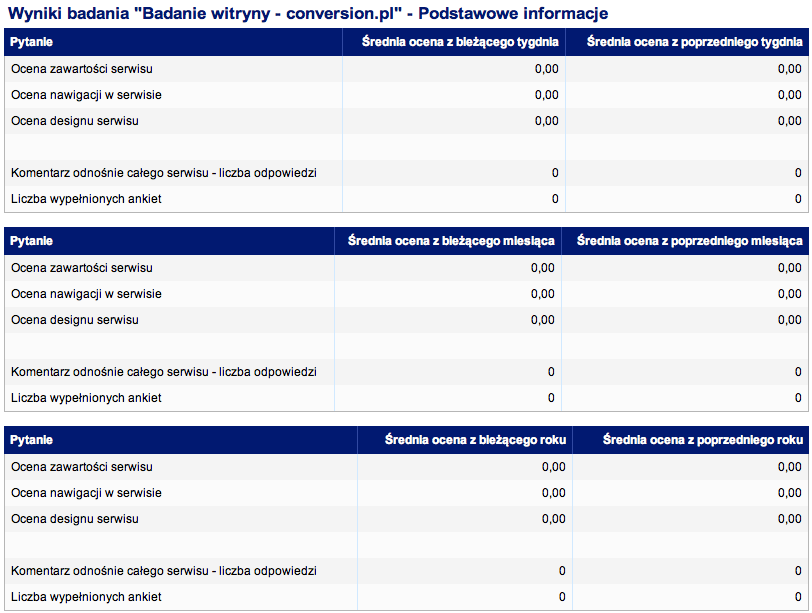 Wyniki badania "Badanie witryny - conversion.pl" - Podstawowe informacje
Pytanie Średnia ocena z bieżącego tygdnia Średnia ocena z poprzedniego tygdnia
Ocena zawartości serwisu 0,00 0,00
Ocena nawigacji w serwisie 0,00 0,00
Ocena designu serwisu 0,00 0,00
Komentarz odnośnie całego serwisu - liczba odpowiedzi 0 0
Liczba wypełnionych ankiet 0 0
Pytanie Średnia ocena z bieżącego miesiąca Średnia ocena z poprzedniego miesiąca
Ocena zawartości serwisu 0,00 0,00
Ocena nawigacji w serwisie 0,00 0,00
Ocena designu serwisu 0,00 0,00
Komentarz odnośnie całego serwisu - liczba odpowiedzi 0 0
Liczba wypełnionych ankiet 0 0
Pytanie Średnia ocena z bieżącego roku Średnia ocena z poprzedniego roku
Ocena zawartości serwisu 0,00 0,00
Ocena nawigacji w serwisie 0,00 0,00
Ocena designu serwisu 0,00 0,00
Komentarz odnośnie całego serwisu - liczba odpowiedzi 0 0
Liczba wypełnionych ankiet 0 0